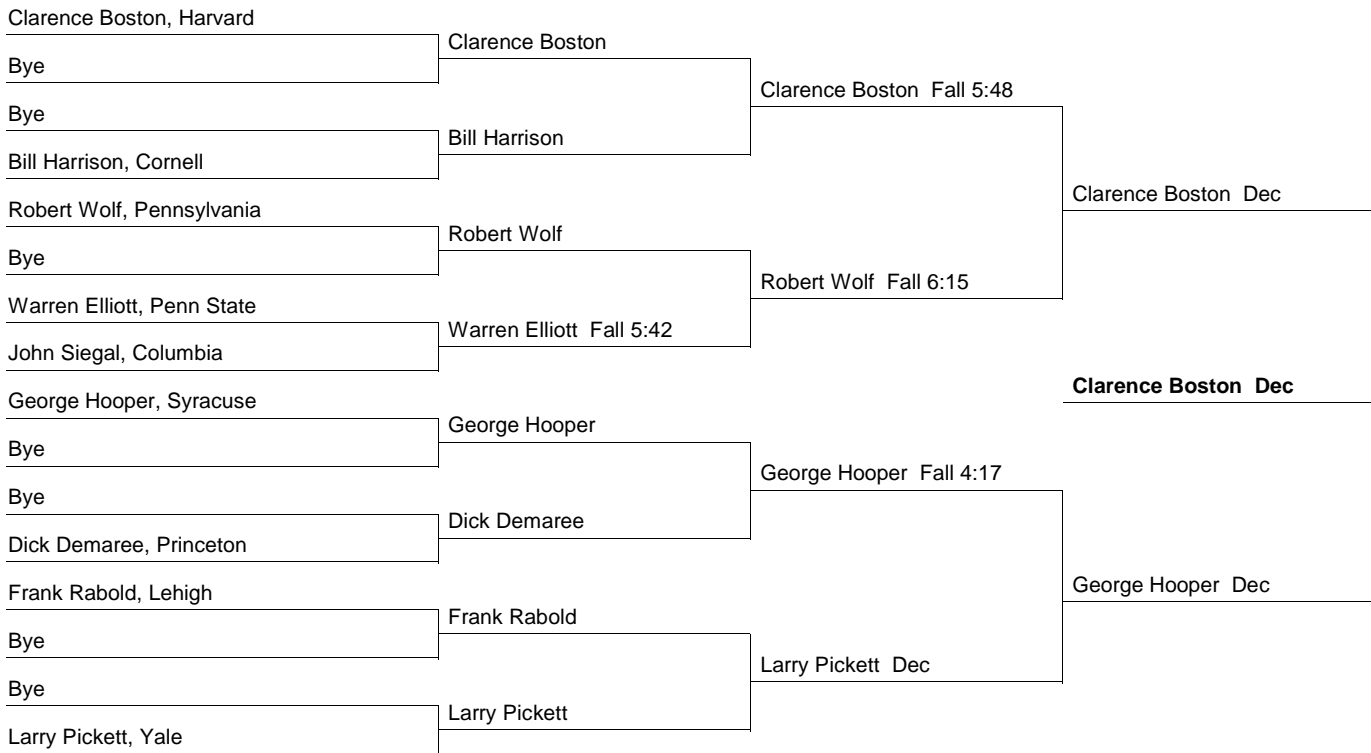 Clarence Boston, Harvard
Bye
Bye
Bill Harrison, Cornell
Robert Wolf, Pennsylvania
Bye
Warren Elliott, Penn State
John Siegal, Columbia
George Hooper, Syracuse
Bye
Bye
Dick Demaree, Princeton
Frank Rabold, Lehigh
Bye
Bye
Larry Pickett, Yale
Clarence Boston
Bill Harrison
Robert Wolf
Warren Elliott Fall 5:42
George Hooper
Dick Demaree
Frank Rabold
Larry Pickett
Clarence Boston Fall 5:48
Robert Wolf Fall 6:15
George Hooper Fall 4:17
Larry Pickett Dec
Clarence Boston Dec
Clarence Boston Dec
George Hooper Dec